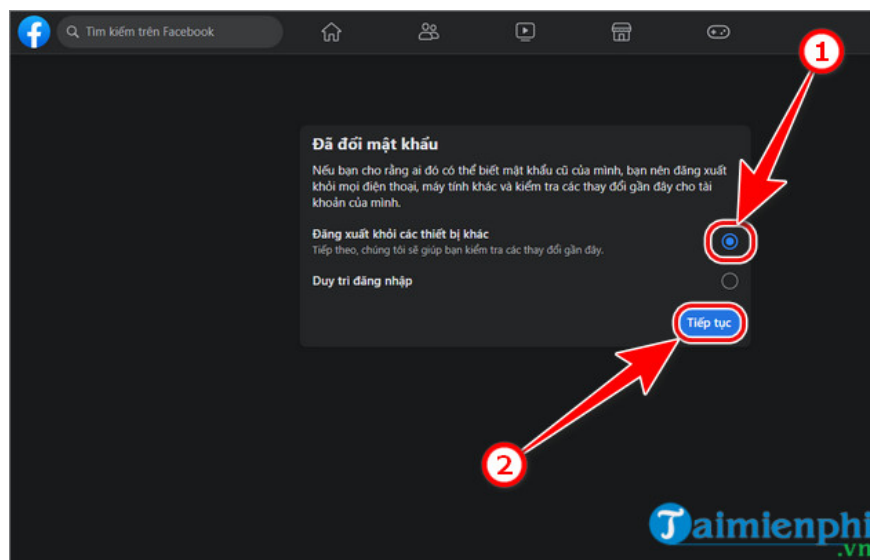 Tìm kiếm trên Facebook
1
Đã đổi mật khẩu
Nếu bạn cho rằng ai đó có thể biết mật khẩu cũ của mình, bạn nên đăng xuất
khỏi mọi điện thoại, máy tính khác và kiểm tra các thay đổi gần đây cho tài
khoản của mình.
Đăng xuất khỏi các thiết bị khác
Tiếp theo, chúng tôi sẽ giúp bạn kiểm tra các thay đổi gần đây.
Duy trì đăng nhập
Tiếp tục
2
Taimienphi
.vn